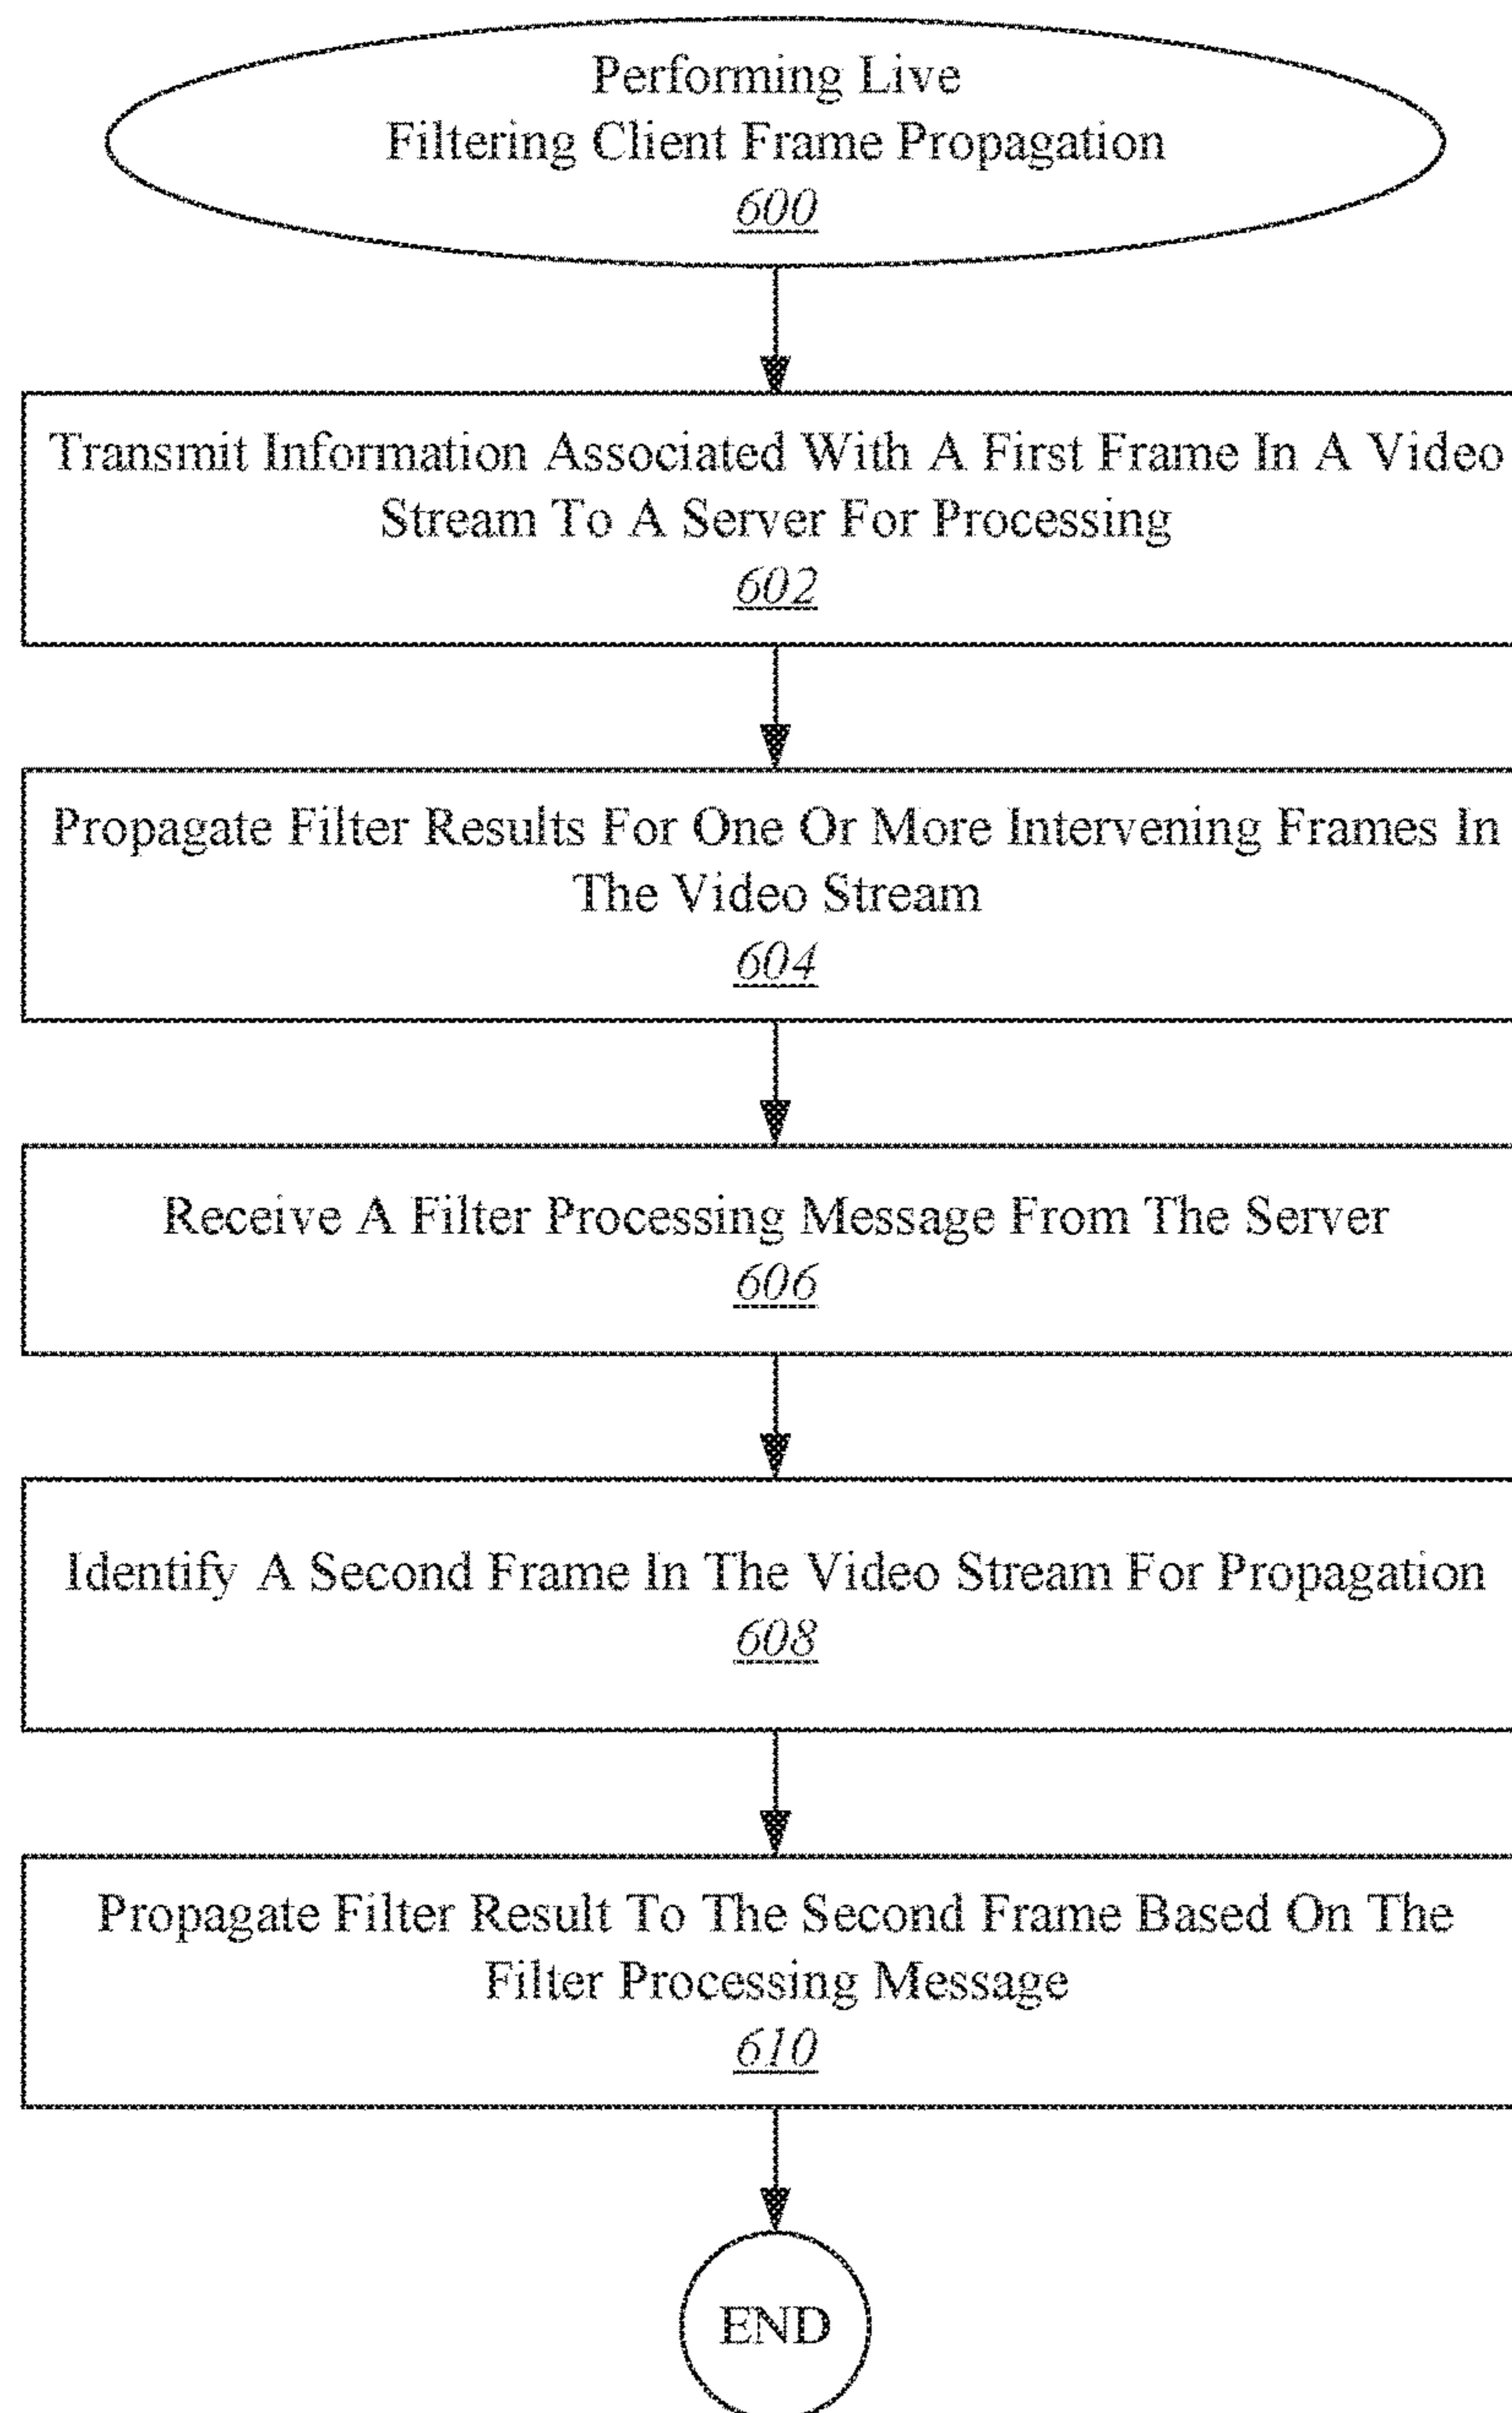 Performing Live
Filtering Client Frame Propagation
600
Transmit Information Associated With A First Frame In A Video
Stream To A Server For Processing
602
Propagate Filter Results For One Or More Intervening Frames In
The Video Stream
604
Receive A Filter Processing Message From The Server
606
Identify A Second Frame In The Video Stream For Propagation
608
Propagate Filter Result To The Second Frame Based On The
Filter Processing Message
610
END